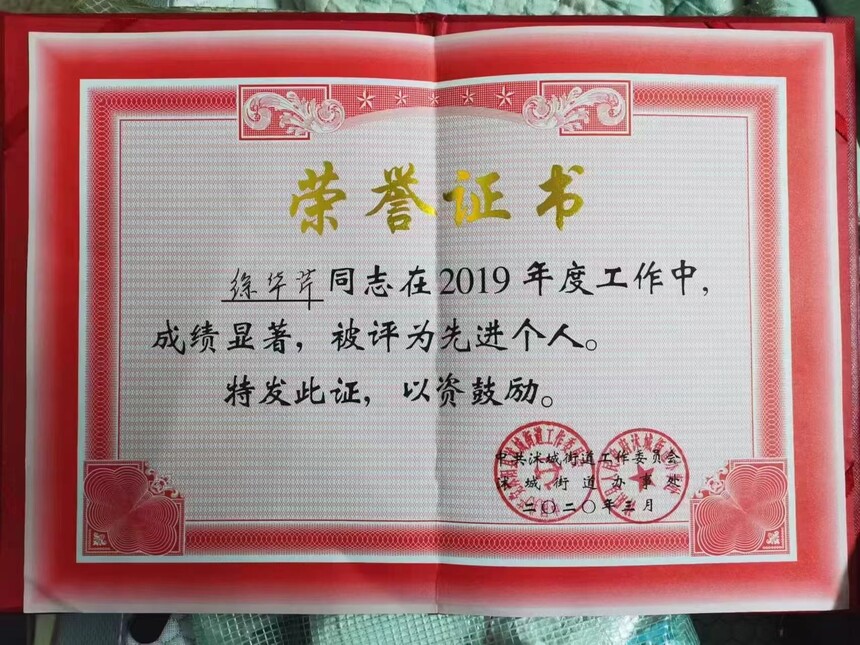 荣誉证书
徐华芹同志在2019年度工作中，
成绩显著，被评为先进个人。
特发此证，以资鼓励。
中共沭城街道工作委员会
沭城街道办事处
二〇二〇年三月